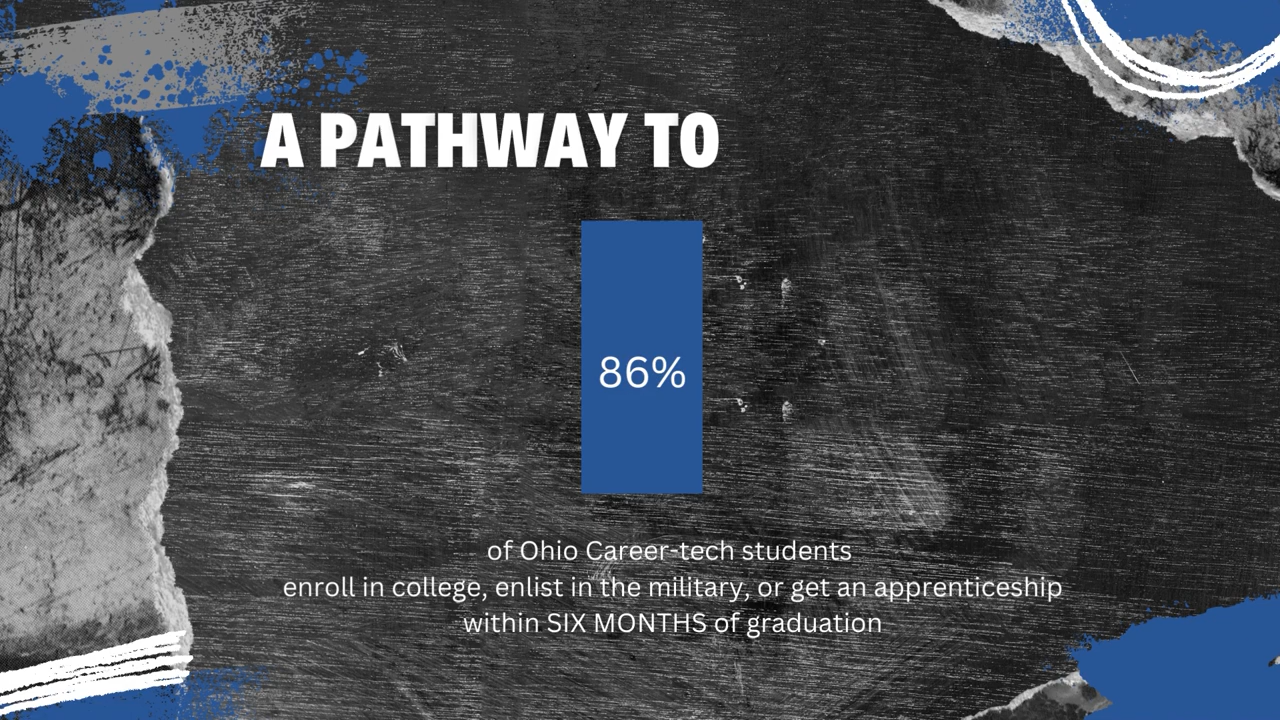 A PATHWAY TO
86%
of Ohio Career-tech students
enroll in college, enlist in the military, or get an apprenticeship
within SIX MONTHS of graduation